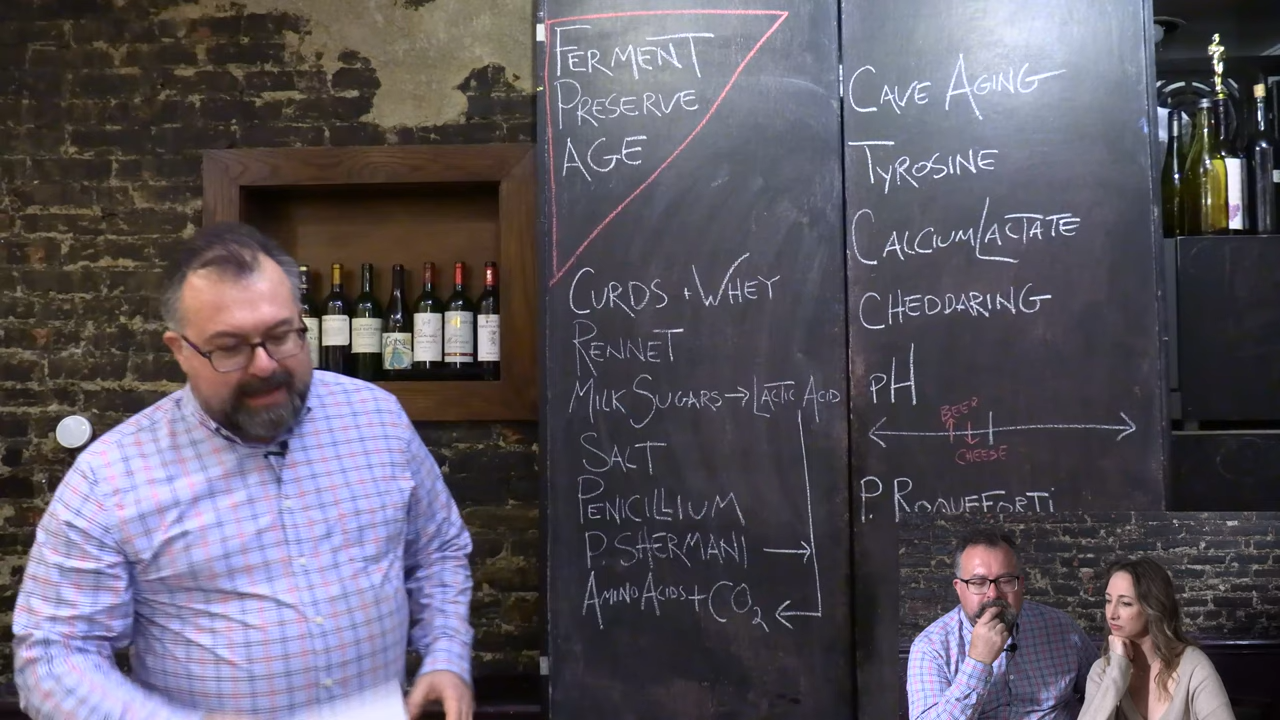 FERMENT
PRESERVE
AGE
CURDS + WHEY
RENNET
MILK SUGARS → LACTIC ACID
SALT
PENICILLIUM
P. SHERMANI →
AMINO ACIDS + CO2
CAVE AGING
TYROSINE
CALCIUM LACTATE
CHEDDARING
pH
BEER
CHEESE
P. ROQUEFORTI